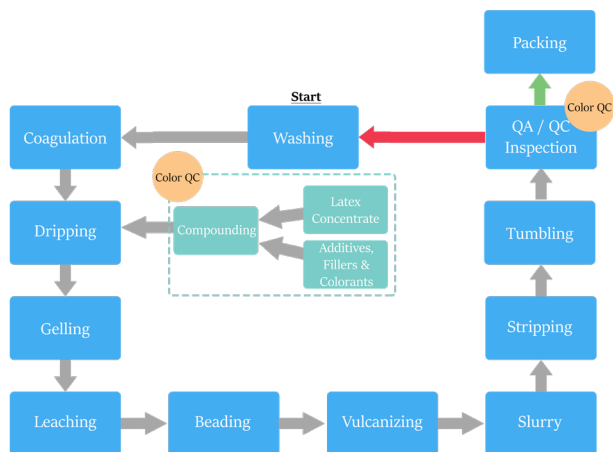 Packing
Start
Color QC
Coagulation
Washing
QA / QC
Inspection
Color QC
Latex
Concentrate
Dripping
Compounding
Tumbling
Additives,
Fillers &
Colorants
Gelling
Stripping
Leaching
Beading
Vulcanizing
Slurry